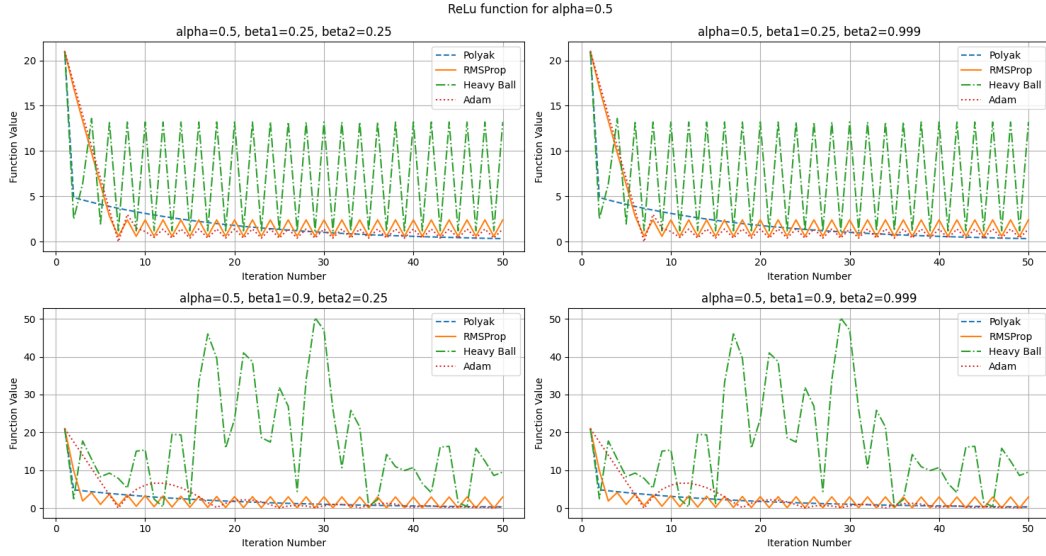 ReLu function for alpha=0.5
alpha=0.5, beta1=0.25, beta2=0.25
Function Value
20
15
10
5
0
Polyak
RMSProp
Heavy Ball
Adam
0 10 20 30 40 50
Iteration Number
alpha=0.5, beta1=0.25, beta2=0.999
Function Value
20
15
10
5
0
Polyak
RMSProp
Heavy Ball
Adam
0 10 20 30 40 50
Iteration Number
alpha=0.5, beta1=0.9, beta2=0.25
Function Value
50
40
30
20
10
0
Polyak
RMSProp
Heavy Ball
Adam
0 10 20 30 40 50
Iteration Number
alpha=0.5, beta1=0.9, beta2=0.999
Function Value
50
40
30
20
10
0
Polyak
RMSProp
Heavy Ball
Adam
0 10 20 30 40 50
Iteration Number